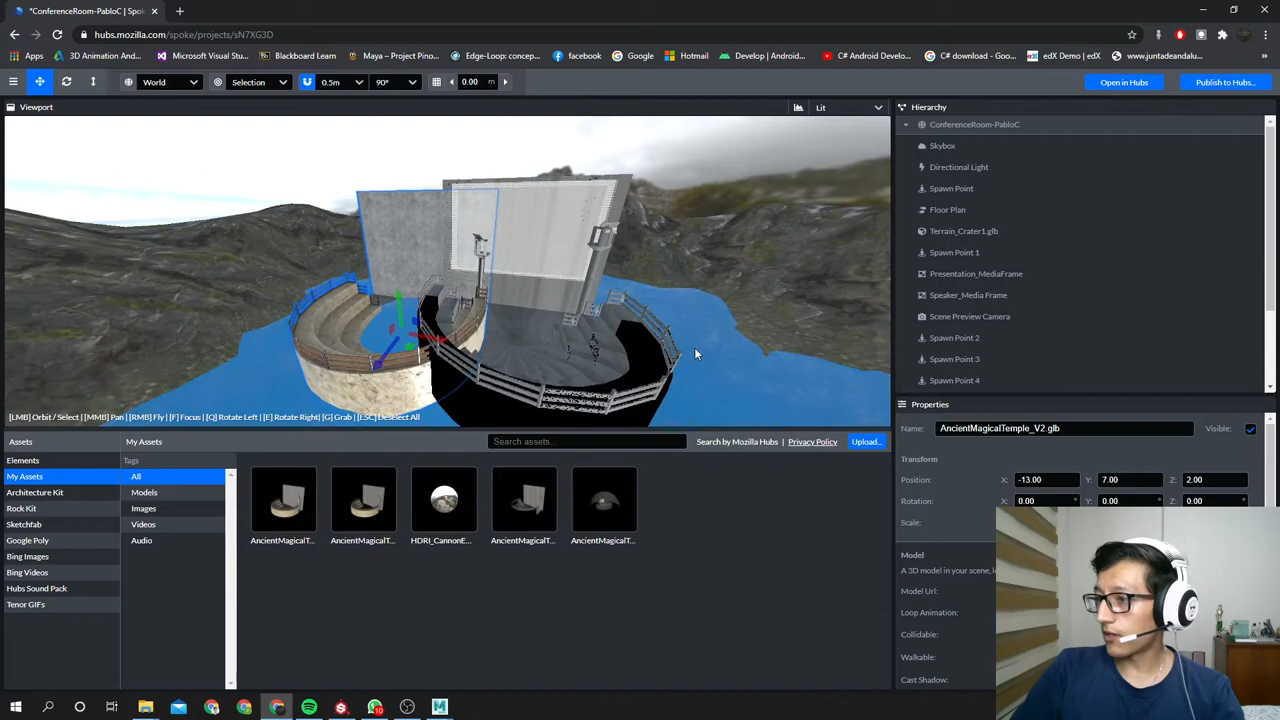 *ConferenceRoom-PabloC | Spok
hubs.mozilla.com/spoke/projects/sN7XG3D
Apps
3D Animation And...
Microsoft Visual S...
Blackboard Learn
Maya – Project Pino...
Edge-Loop: concep...
facebook
Google
Hotmail
Develop | Android...
C# Android Develo...
C# download - Goo...
edX Demo | edX
www.juntadeandalu...
World
Selection
0.5m
90°
0.00 m
Open in Hubs
Publish to Hubs...
Viewport
Lit
Hierarchy
ConferenceRoom-PabloC
Skybox
Directional Light
Spawn Point
Floor Plan
Terrain_Crater1.glb
Spawn Point 1
Presentation_MediaFrame
Speaker_Media Frame
Scene Preview Camera
Spawn Point 2
Spawn Point 3
Spawn Point 4
[LMB] Orbit / Select | [MMB] Pan | [RMB] Fly | [F] Focus | [Q] Rotate Left | [E] Rotate Right| [G] Grab | [ESC] Deselect All
Properties
Name: AncientMagicalTemple_V2.glb Visible:
Transform
Position: X: -13.00 Y: 7.00 Z: 2.00
Rotation: X: 0.00 ° Y: 0.00 ° Z: 0.00 °
Scale:
Model
A 3D model in your scene, l
Model Url:
Loop Animation:
Collidable:
Walkable:
Cast Shadow:
Assets
My Assets
Search assets...
Search by Mozilla Hubs | Privacy Policy
Upload...
Elements
My Assets
Architecture Kit
Rock Kit
Sketchfab
Google Poly
Bing Images
Bing Videos
Hubs Sound Pack
Tenor GIFs
Tags
All
Models
Images
Videos
Audio
AncientMagicalT...
AncientMagicalT...
HDRI_CannonE...
AncientMagicalT...
AncientMagicalT...
10